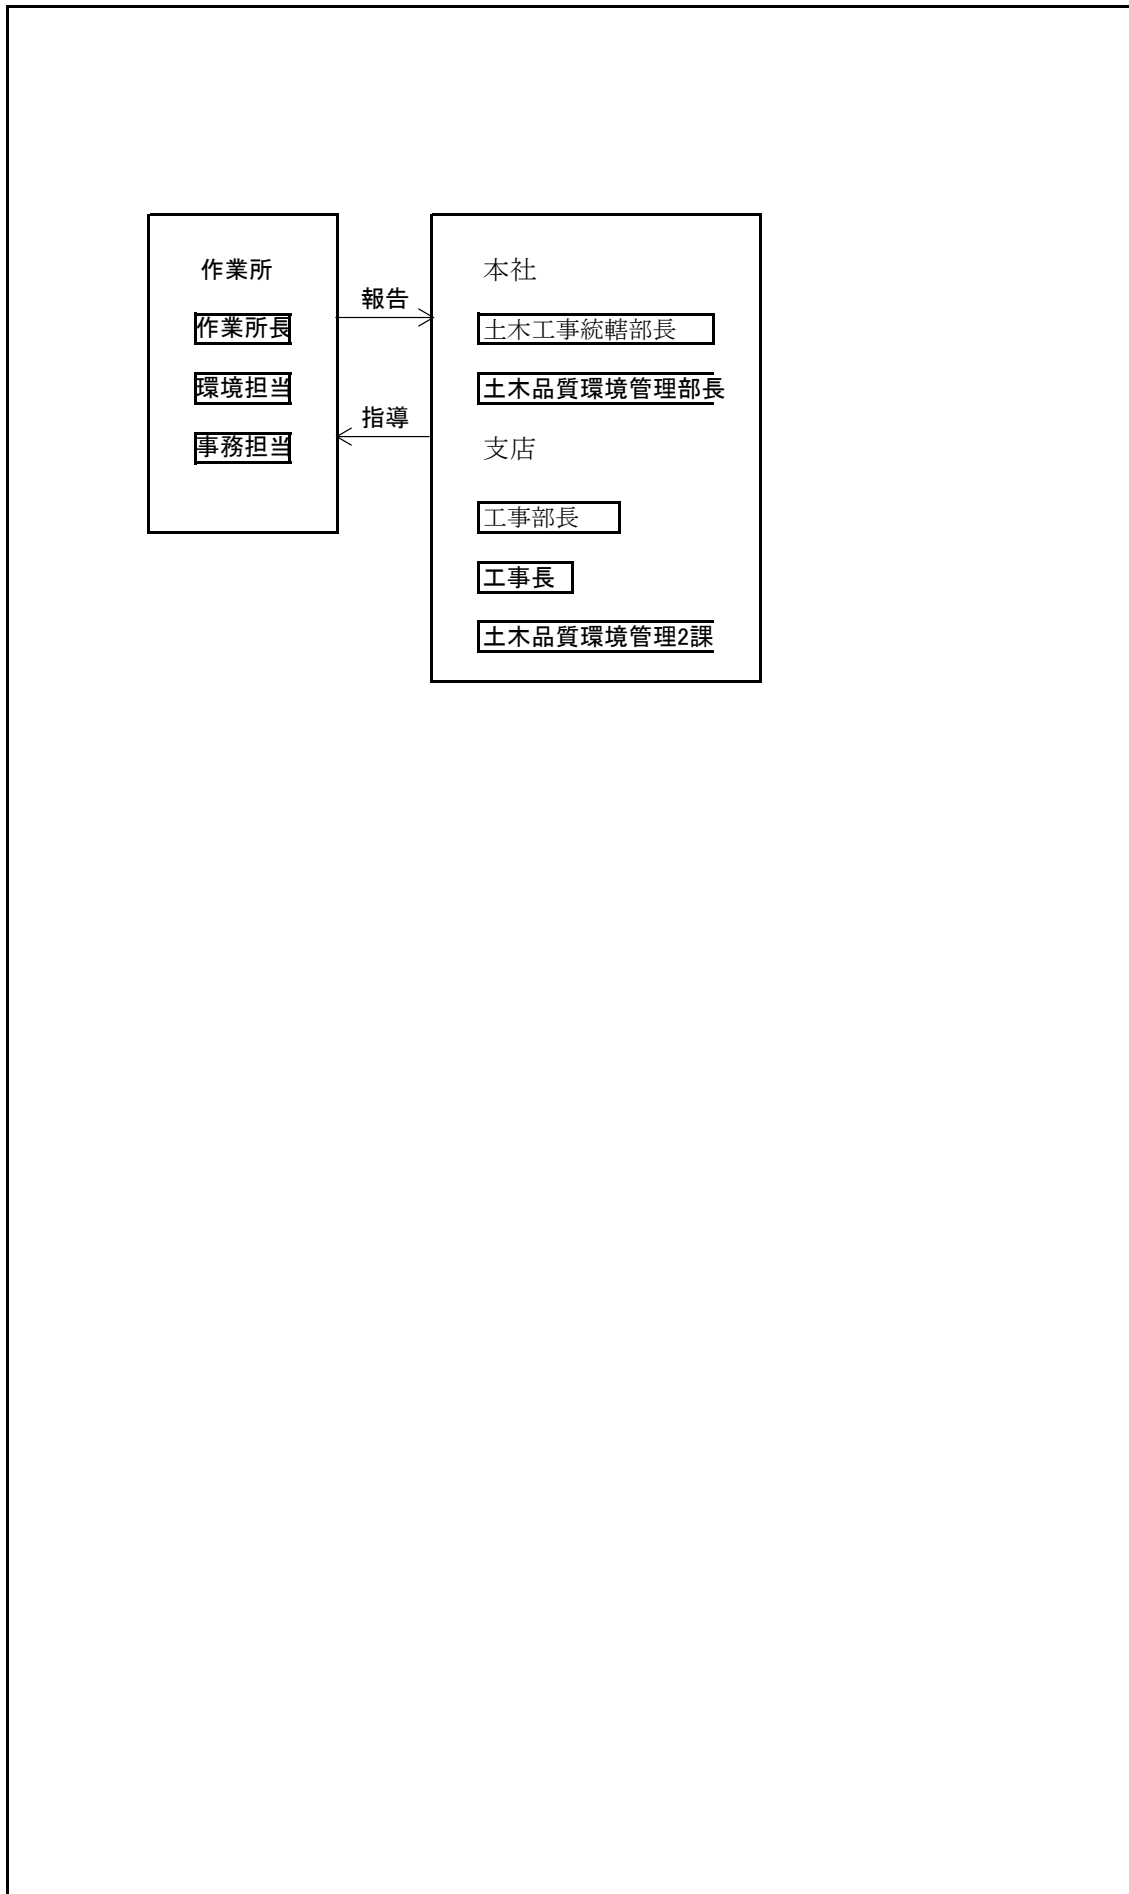 作業所
作業所長
環境担当
事務担当
報告
指導
本社
土木工事統轄部長
土木品質環境管理部長
支店
工事部長
工事長
土木品質環境管理2課